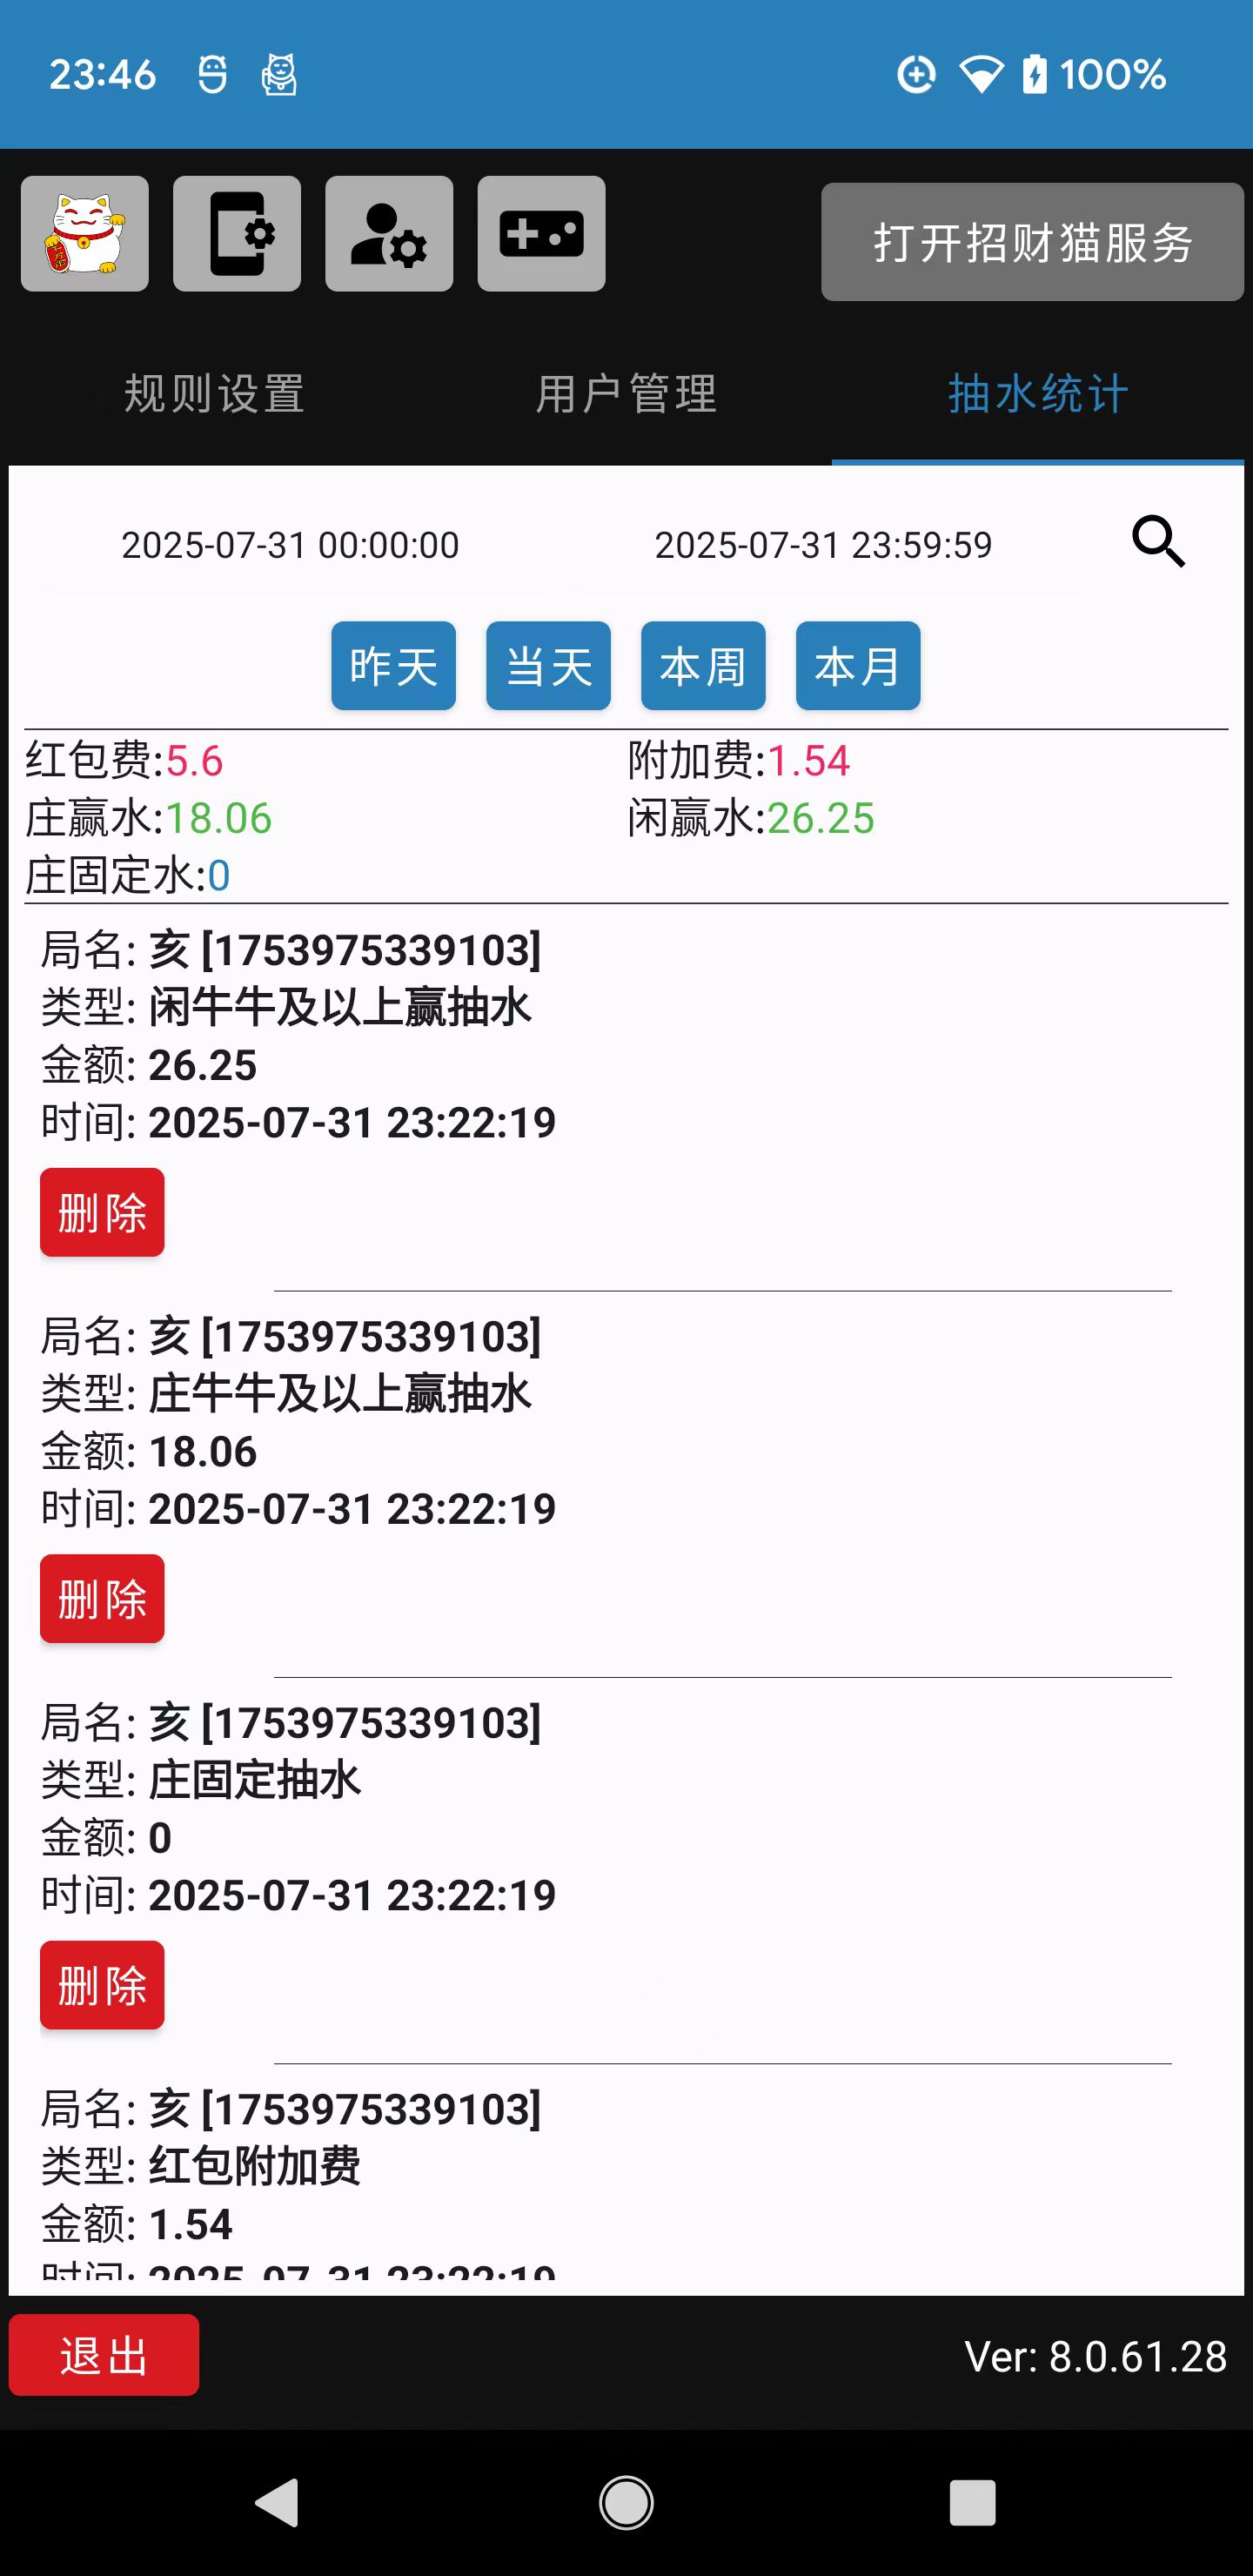 23:46 100%
打开招财猫服务
规则设置 用户管理 抽水统计
2025-07-31 00:00:00 2025-07-31 23:59:59
昨天 当天 本周 本月
红包费:5.6 附加费:1.54
庄赢水:18.06 闲赢水:26.25
庄固定水:0
局名: 亥 [1753975339103]
类型: 闲牛牛及以上赢抽水
金额: 26.25
时间: 2025-07-31 23:22:19
删除
局名: 亥 [1753975339103]
类型: 庄牛牛及以上赢抽水
金额: 18.06
时间: 2025-07-31 23:22:19
删除
局名: 亥 [1753975339103]
类型: 庄固定抽水
金额: 0
时间: 2025-07-31 23:22:19
删除
局名: 亥 [1753975339103]
类型: 红包附加费
金额: 1.54
时间: 2025-07-31 23:22:19
退出 Ver: 8.0.61.28